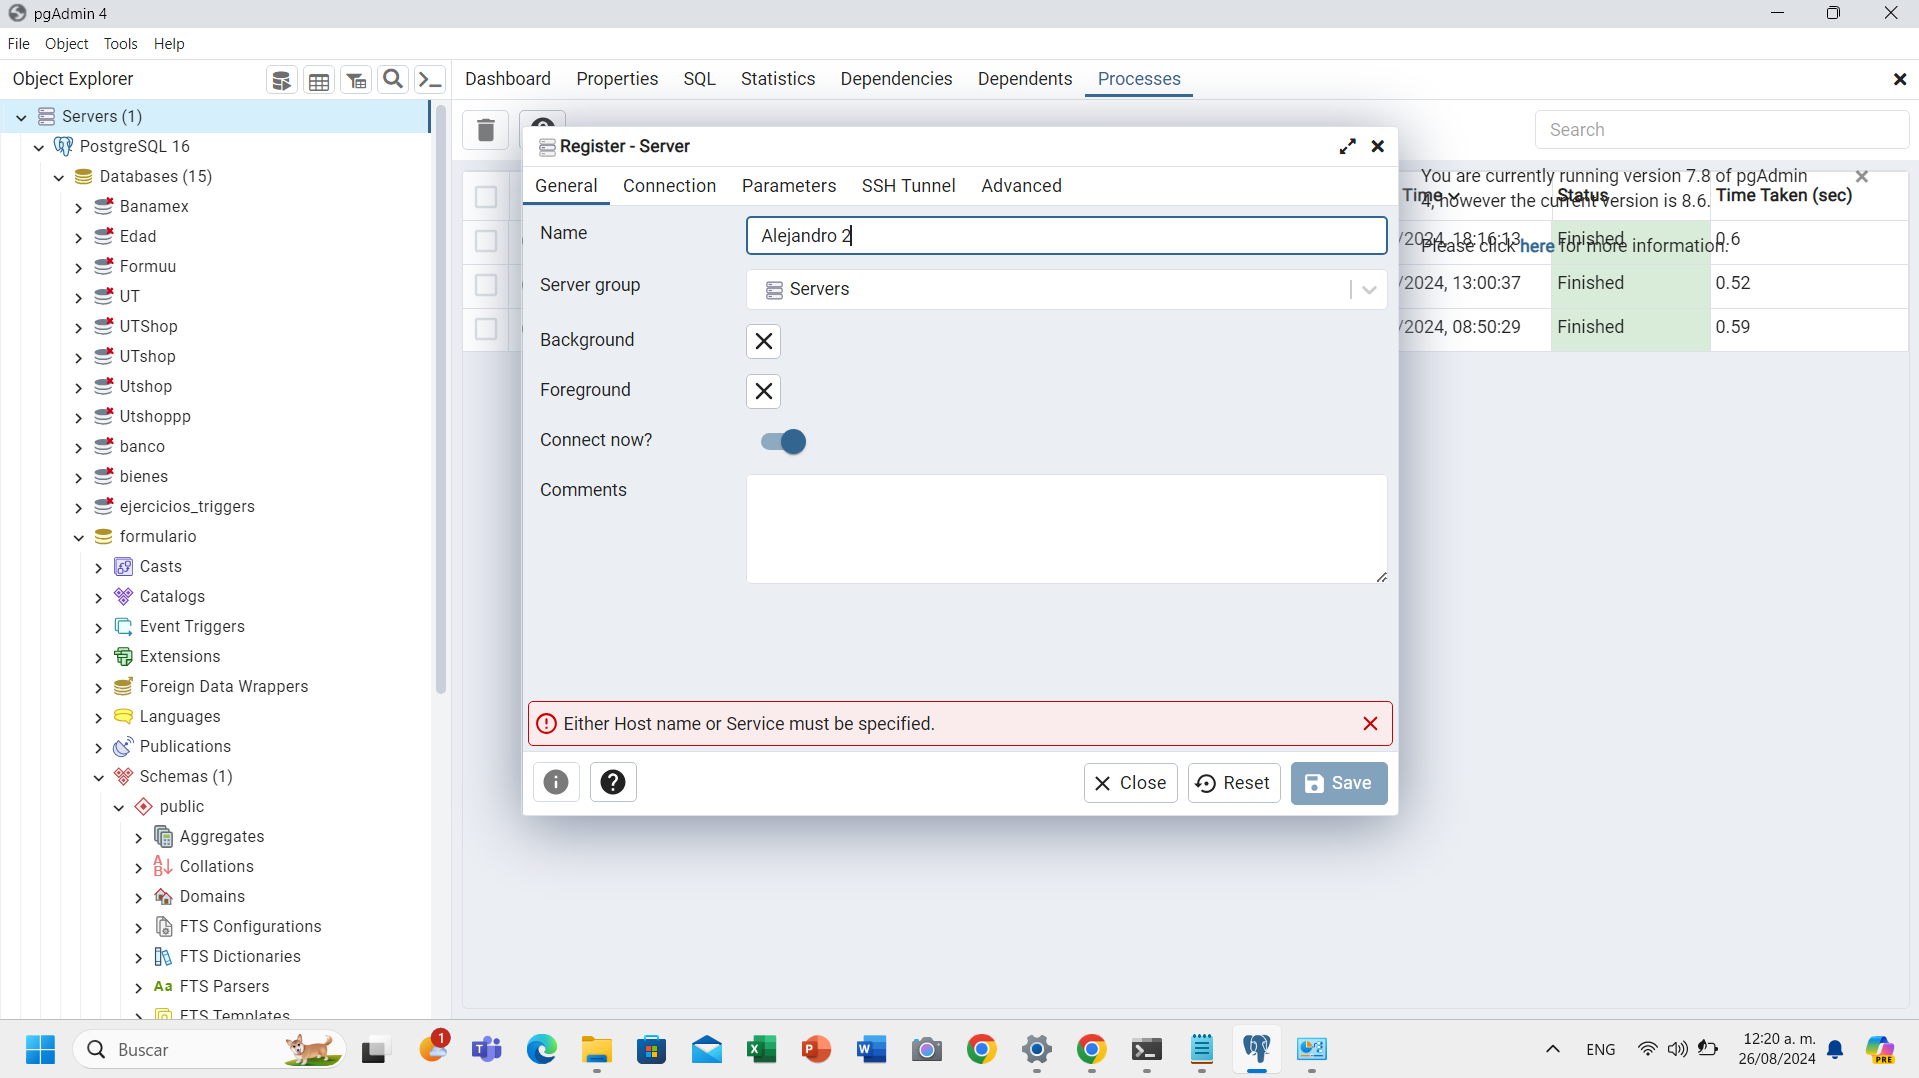 pgAdmin 4
File Object Tools Help
Object Explorer
Dashboard Properties SQL Statistics Dependencies Dependents Processes
Servers (1)
PostgreSQL 16
Databases (15)
Banamex
Edad
Formuu
UT
UTShop
UTshop
Utshop
Utshoppp
banco
bienes
ejercicios_triggers
formulario
Casts
Catalogs
Event Triggers
Extensions
Foreign Data Wrappers
Languages
Publications
Schemas (1)
public
Aggregates
Collations
Domains
FTS Configurations
FTS Dictionaries
Aa FTS Parsers
FTS Templates
Search
Time Status Time Taken (sec)
/2024, 18:16:13 Finished 0.6
/2024, 13:00:37 Finished 0.52
/2024, 08:50:29 Finished 0.59
You are currently running version 7.8 of pgAdmin
4, however the current version is 8.6.
Please click here for more information.
Register - Server
General Connection Parameters SSH Tunnel Advanced
Name Alejandro 2
Server group Servers
Background
Foreground
Connect now?
Comments
Either Host name or Service must be specified.
Close Reset Save
Buscar
1
ENG
12:20 a. m.
26/08/2024
PRE